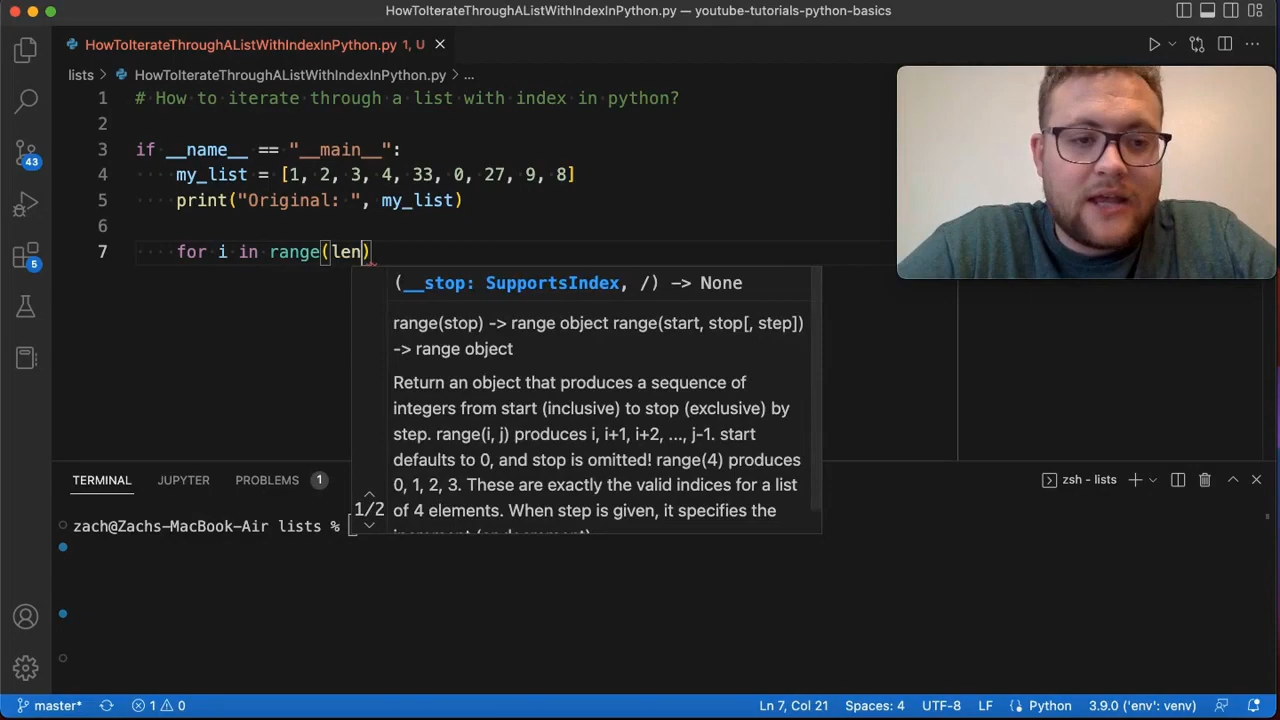 HowToIterateThroughAListWithIndexInPython.py — youtube-tutorials-python-basics
HowToIterateThroughAListWithIndexInPython.py 1, U
lists > HowToIterateThroughAListWithIndexInPython.py > ...
1 # How to iterate through a list with index in python?
2
3 if __name__ == "__main__":
4 my_list = [1, 2, 3, 4, 33, 0, 27, 9, 8]
5 print("Original: ", my_list)
6
7 for i in range(len)
43
5
(__stop: SupportsIndex, /) -> None
range(stop) -> range object range(start, stop[, step])
-> range object
Return an object that produces a sequence of
integers from start (inclusive) to stop (exclusive) by
step. range(i, j) produces i, i+1, i+2, ..., j-1. start
defaults to 0, and stop is omitted! range(4) produces
0, 1, 2, 3. These are exactly the valid indices for a list
of 4 elements. When step is given, it specifies the
increment (or decrement).
1/2
TERMINAL JUPYTER PROBLEMS 1
zsh - lists
zach@Zachs-MacBook-Air lists %
master* 1 0 Ln 7, Col 21 Spaces: 4 UTF-8 LF Python 3.9.0 ('env': venv)